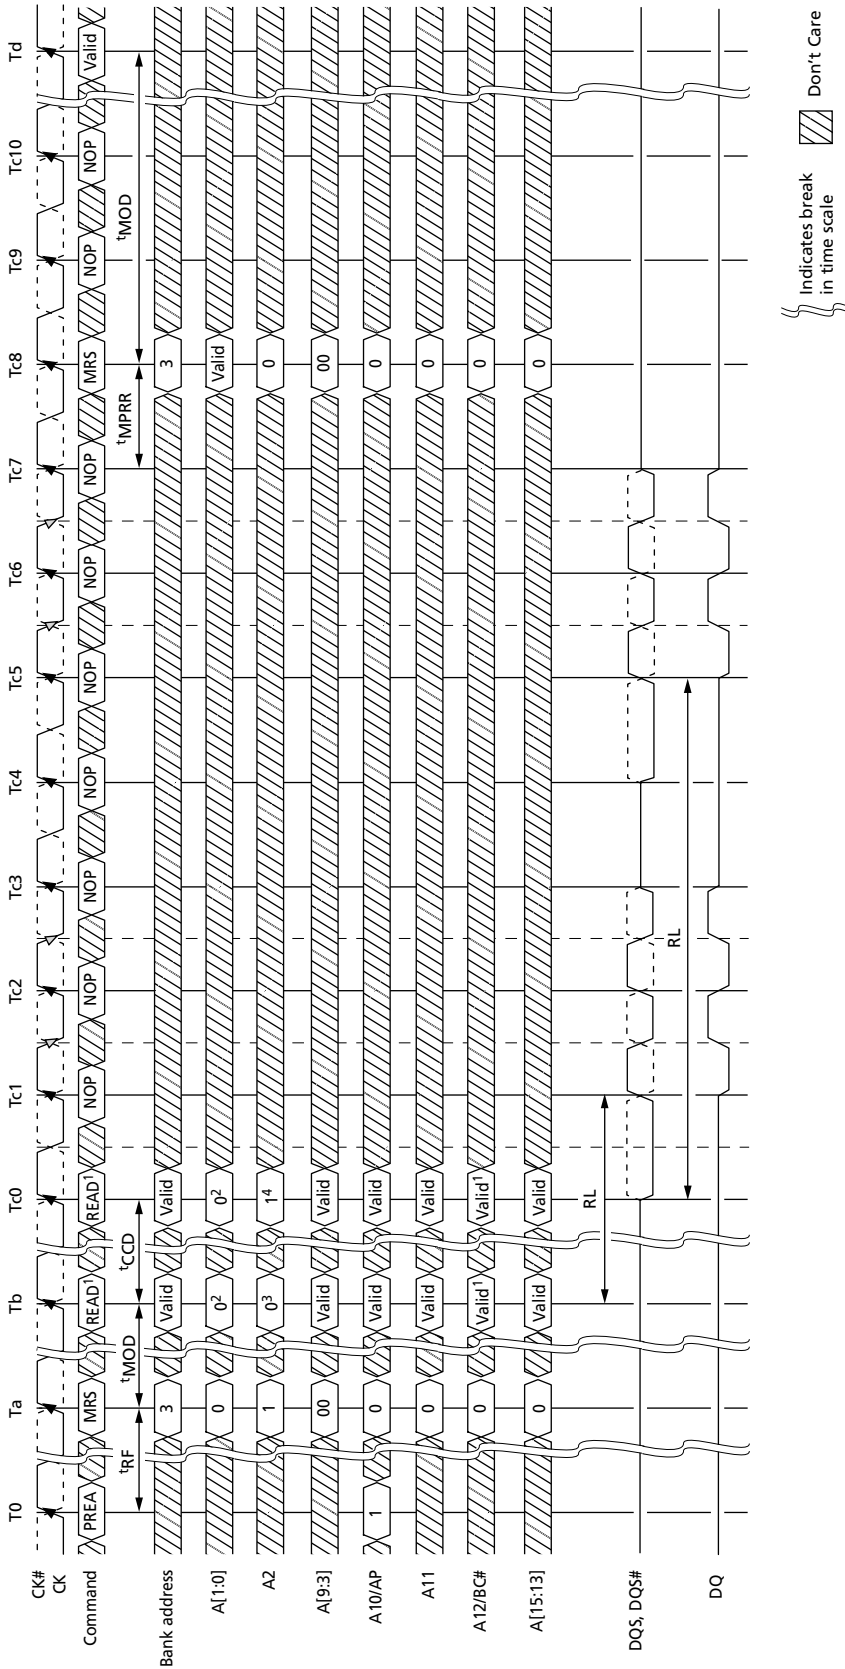 T0 Ta Tb Tc0 Tc1 Tc2 Tc3 Tc4 Tc5 Tc6 Tc7 Tc8 Tc9 Tc10 Td
CK#
CK
Command PREA MRS READ1 READ1 NOP NOP NOP NOP NOP NOP NOP MRS NOP NOP Valid
tRF tMOD tCCD tMPRR tMOD
Bank address 3 Valid Valid 3
A[1:0] 0 02 02 Valid
A2 1 03 14 0
A[9:3] 00 Valid Valid 00
A10/AP 1 0 Valid Valid 0
A11 0 Valid Valid 0
A12/BC# 0 Valid1 Valid1 0
A[15:13] 0 Valid Valid 0
RL
DQS, DQS#
RL
DQ
Indicates break
in time scale
Don't Care